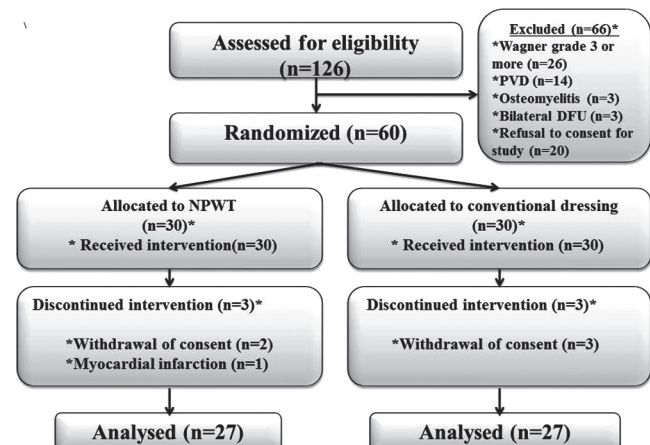 Assessed for eligibility
(n=126)
Excluded (n=66)*
*Wagner grade 3 or
more (n=26)
*PVD (n=14)
*Osteomyelitis (n=3)
*Bilateral DFU (n=3)
*Refusal to consent for
study (n=20)
Randomized (n=60)
Allocated to NPWT
(n=30)*
* Received intervention(n=30)
Allocated to conventional dressing
(n=30)*
* Received intervention (n=30)
Discontinued intervention (n=3)*
*Withdrawal of consent (n=2)
*Myocardial infarction (n=1)
Discontinued intervention (n=3)*
*Withdrawal of consent (n=3)
Analysed (n=27)
Analysed (n=27)